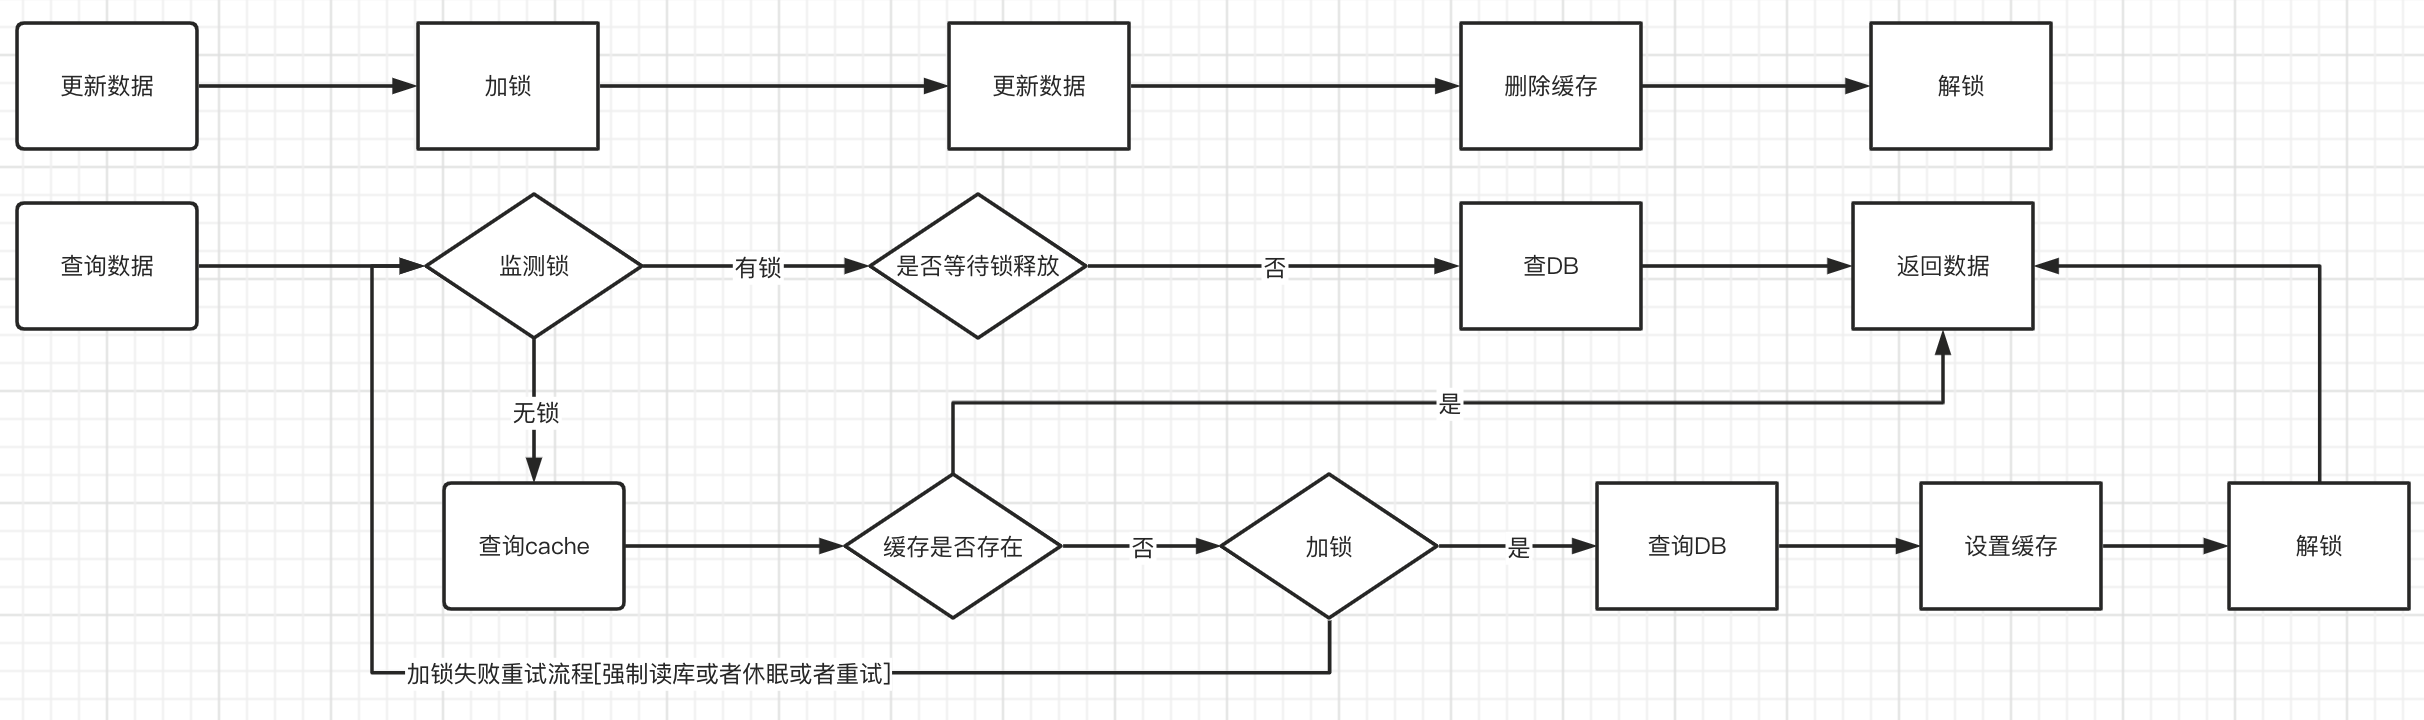 更新数据
加锁
更新数据
删除缓存
解锁
查询数据
监测锁
有锁
是否等待锁释放
否
查DB
返回数据
无锁
是
查询cache
缓存是否存在
否
加锁
是
查询DB
设置缓存
解锁
加锁失败重试流程[强制读库或者休眠或者重试]